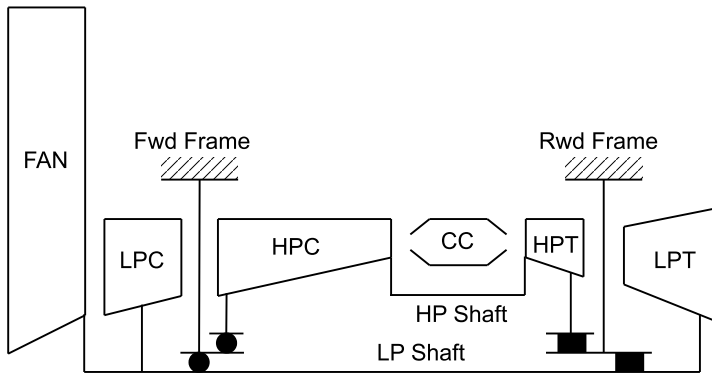 Fwd Frame
Rwd Frame
FAN
LPC
HPC
CC
HPT
LPT
HP Shaft
LP Shaft